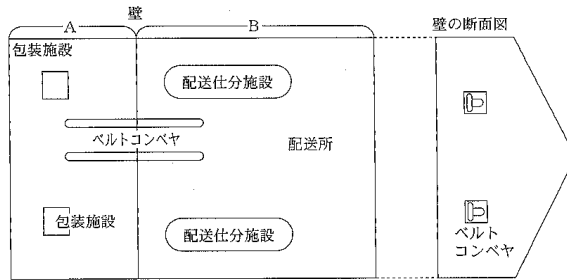 壁
A
B
壁の断面図
包装施設
配送仕分施設
ベルトコンベヤ
配送所
包装施設
配送仕分施設
ベルト
コンベヤ